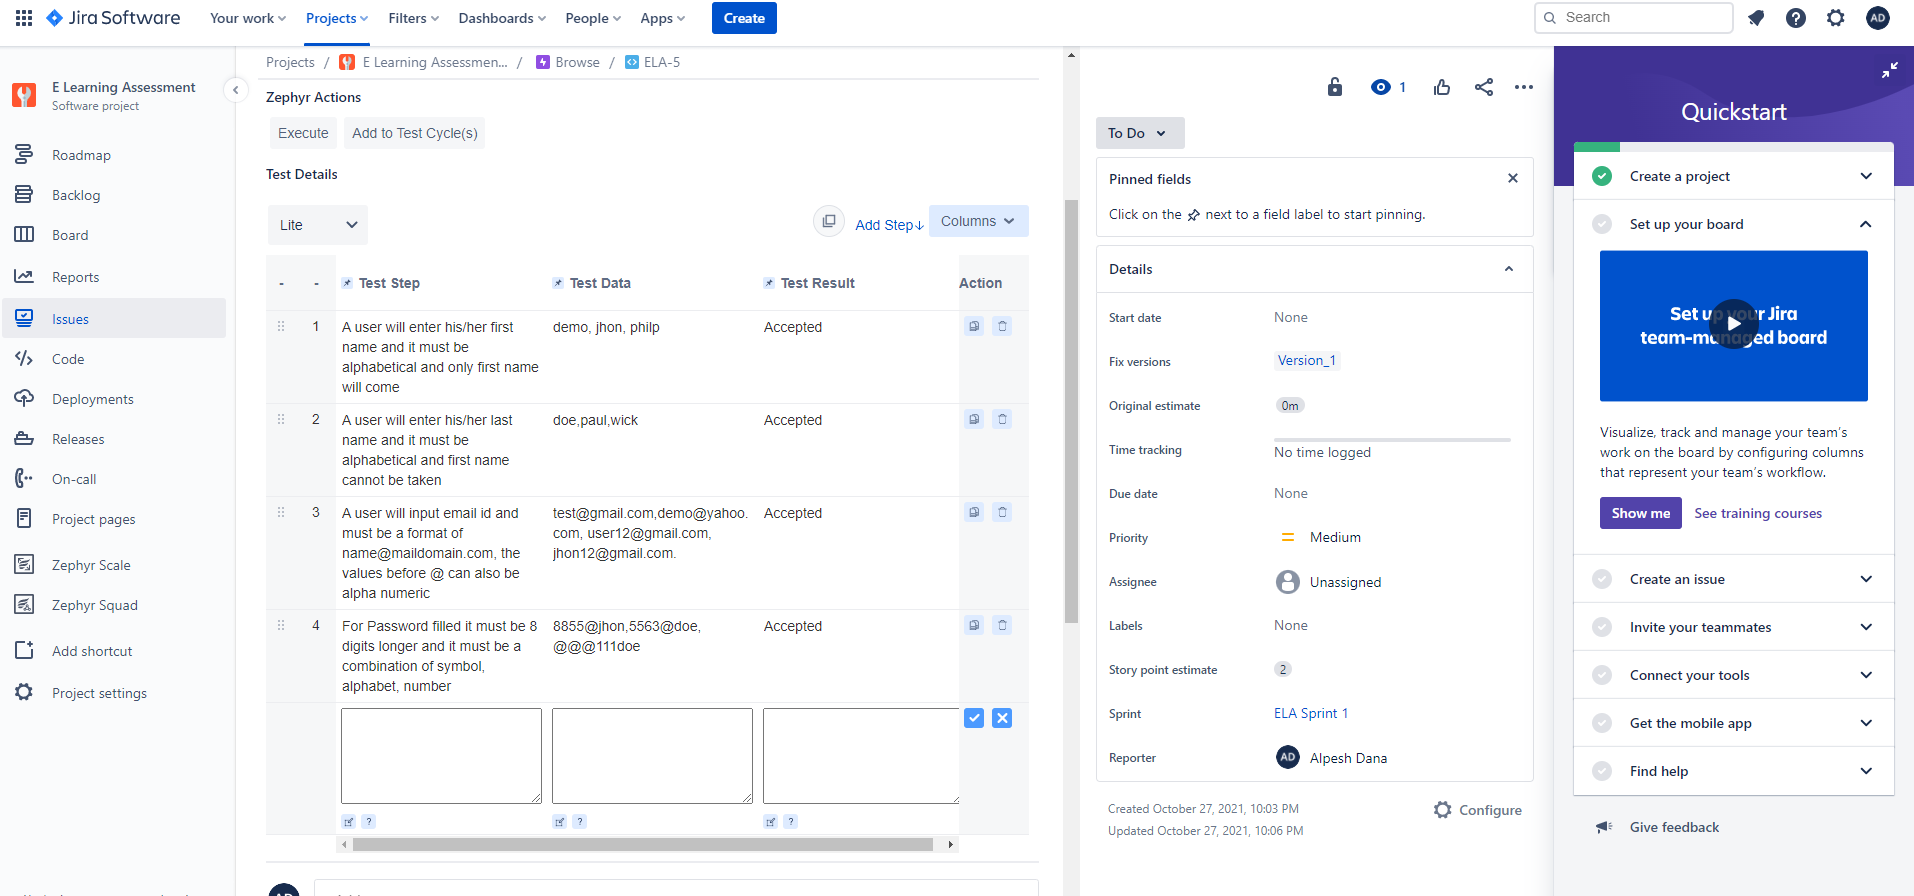 Jira Software
Your work
Projects
Filters
Dashboards
People
Apps
Create
Search
AD
E Learning Assessment
Software project
Roadmap
Backlog
Board
Reports
Issues
Code
Deployments
Releases
On-call
Project pages
Zephyr Scale
Zephyr Squad
Add shortcut
Project settings
Projects / E Learning Assessmen... / Browse / ELA-5
Zephyr Actions
Execute
Add to Test Cycle(s)
Test Details
Lite
Add Step↓
Columns
- - Test Step Test Data Test Result Action
1
A user will enter his/her first
name and it must be
alphabetical and only first name
will come
demo, jhon, philp
Accepted
2
A user will enter his/her last
name and it must be
alphabetical and first name
cannot be taken
doe,paul,wick
Accepted
3
A user will input email id and
must be a format of
name@maildomain.com, the
values before @ can also be
alpha numeric
test@gmail.com,demo@yahoo.
com, user12@gmail.com,
jhon12@gmail.com.
Accepted
4
For Password filled it must be 8
digits longer and it must be a
combination of symbol,
alphabet, number
8855@jhon,5563@doe,
@@@111doe
Accepted
? ? ?
1
To Do
Pinned fields
Click on the next to a field label to start pinning.
Details
Start date None
Fix versions Version_1
Original estimate 0m
Time tracking No time logged
Due date None
Priority Medium
Assignee Unassigned
Labels None
Story point estimate 2
Sprint ELA Sprint 1
Reporter AD Alpesh Dana
Created October 27, 2021, 10:03 PM
Updated October 27, 2021, 10:06 PM
Configure
Quickstart
Create a project
Set up your board
Set up your Jira
team-managed board
Visualize, track and manage your team's
work on the board by configuring columns
that represent your team's workflow.
Show me
See training courses
Create an issue
Invite your teammates
Connect your tools
Get the mobile app
Find help
Give feedback